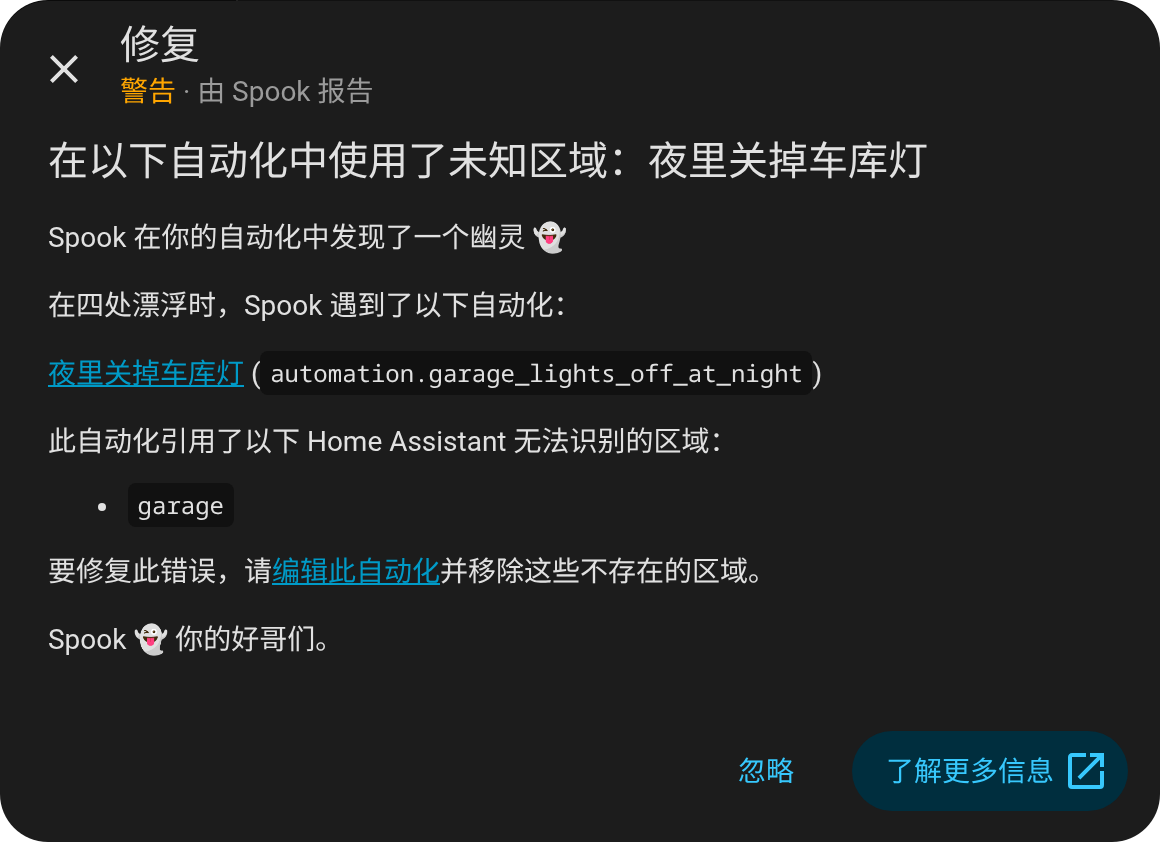 修复
警告 · 由 Spook 报告
在以下自动化中使用了未知区域：夜里关掉车库灯
Spook 在你的自动化中发现了一个幽灵 👻
在四处漂浮时，Spook 遇到了以下自动化：
夜里关掉车库灯 (automation.garage_lights_off_at_night)
此自动化引用了以下 Home Assistant 无法识别的区域：
• garage
要修复此错误，请编辑此自动化并移除这些不存在的区域。
Spook 👻 你的好哥们。
忽略
了解更多信息